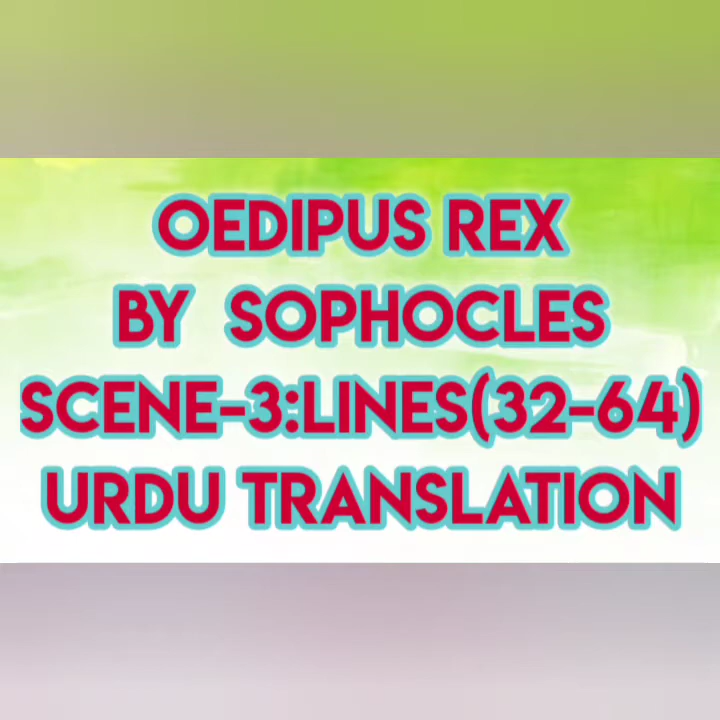 OEDIPUS REX
BY SOPHOCLES
SCENE-3:LINES(32-64)
URDU TRANSLATION